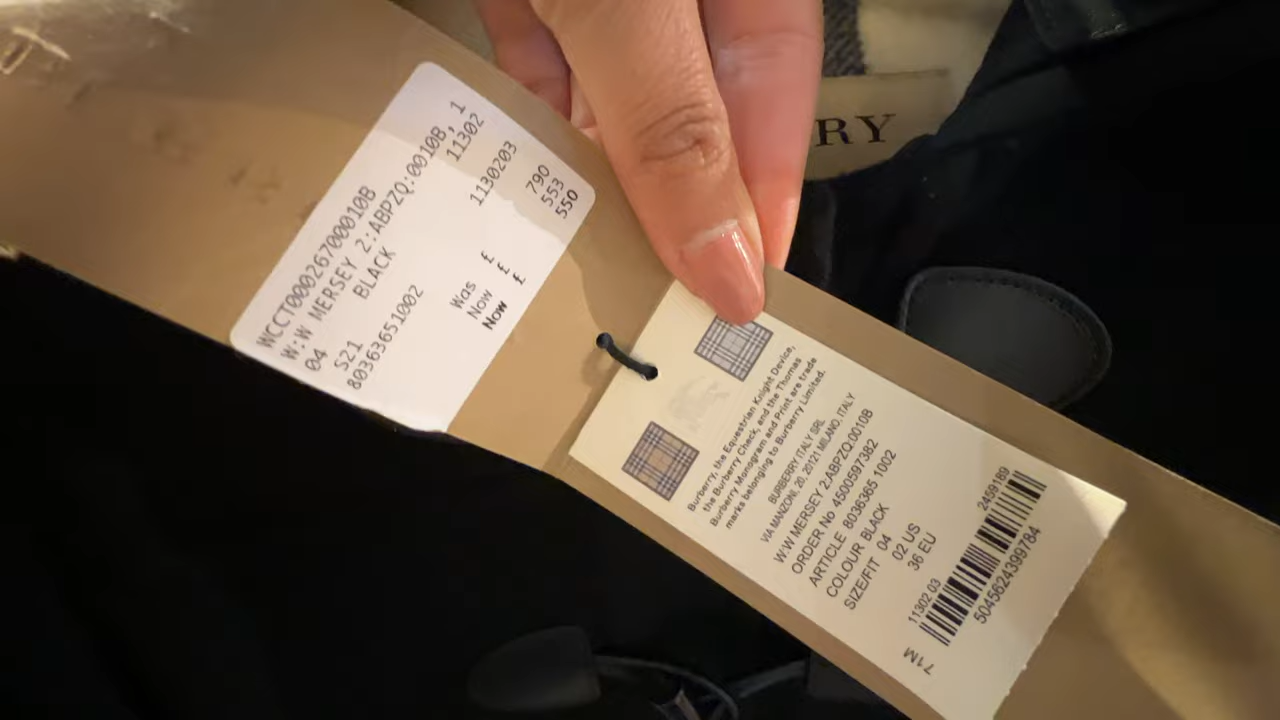 WCCT000267000010B
W:W MERSEY 2:ABPZQ:0010B, 1
04 BLACK 11302
S21
80363651002 1130203
Was £ 790
Now £ 553
Now £ 550
RY
Burberry, the Equestrian Knight Device,
the Burberry Check, and the Thomas
Burberry Monogram and Print are trade
marks belonging to Burberry Limited.
BURBERRY ITALY SRL
VIA MANZONI, 20, 20121 MILANO, ITALY
W:W MERSEY 2:ABPZQ:0010B
ORDER No 4500597382
ARTICLE 8036365 1002
COLOUR BLACK
SIZE/FIT 04 02 US
36 EU
11302 03 2459189
5045624399784
71M